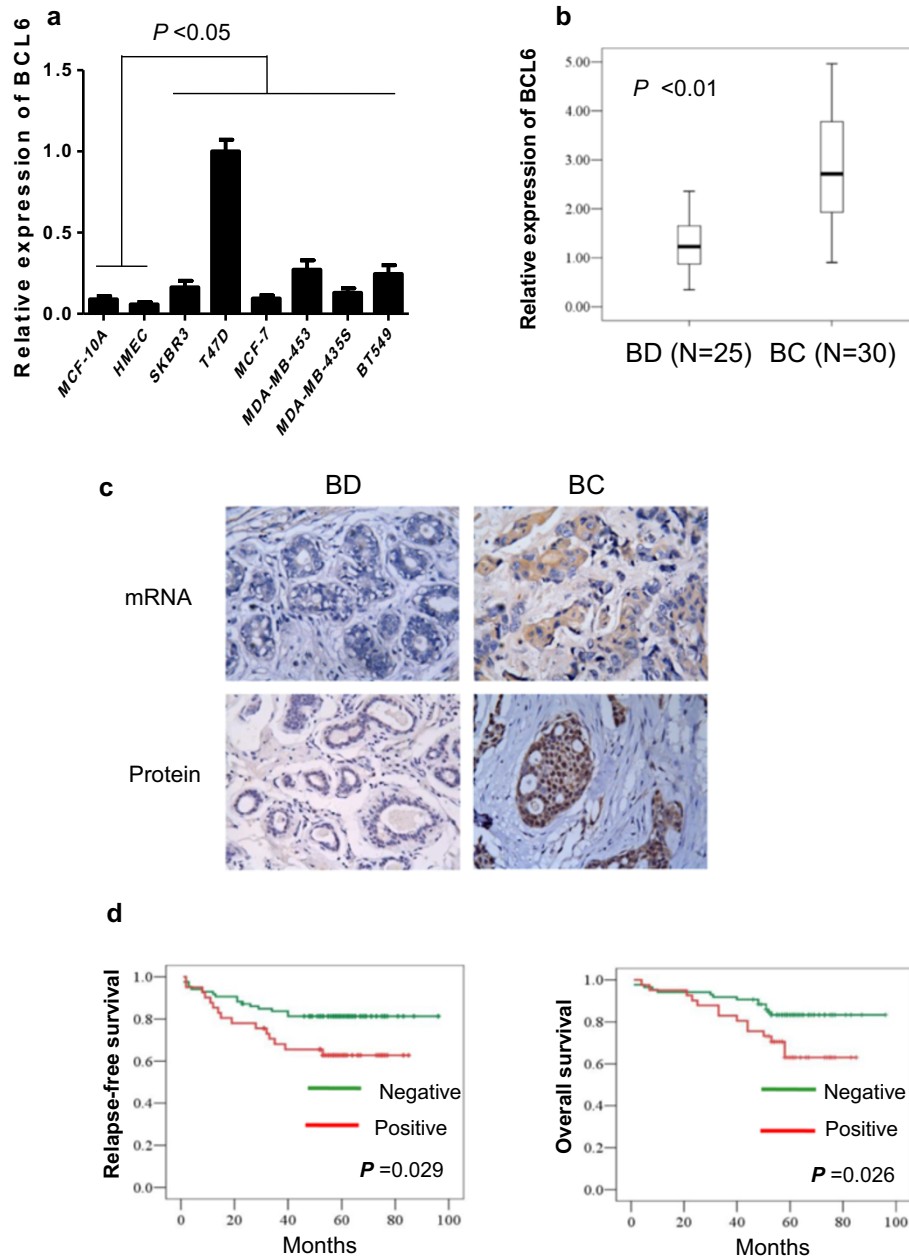 a
P <0.05
Relative expression of BCL6
1.5
1.0
0.5
0.0
MCF-10A
HMEC
SKBR3
T47D
MCF-7
MDA-MB-453
MDA-MB-435S
BT549
b
P <0.01
Relative expression of BCL6
5.00
4.00
3.00
2.00
1.00
0.00
BD (N=25) BC (N=30)
c
BD BC
mRNA
Protein
d
Relapse-free survival
1.0
0.8
0.6
0.4
0.2
0.0
Negative
Positive
P =0.029
0 20 40 60 80 100
Months
Overall survival
1.0
0.8
0.6
0.4
0.2
0.0
Negative
Positive
P =0.026
0 20 40 60 80 100
Months